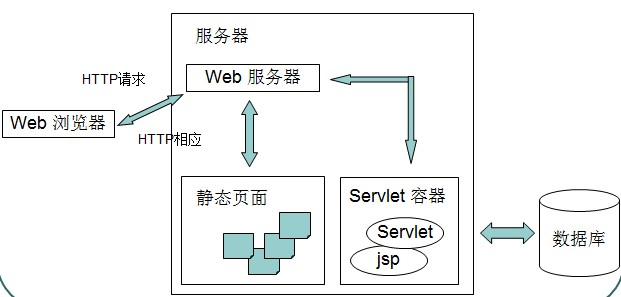 服务器
HTTP请求
Web 服务器
Web 浏览器
HTTP相应
静态页面
Servlet 容器
Servlet
jsp
数据库